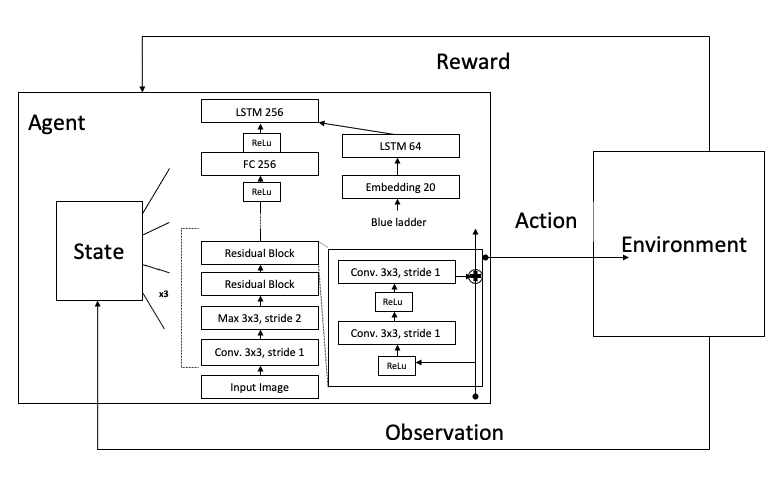 Reward
Agent
LSTM 256
ReLu
FC 256
ReLu
LSTM 64
Embedding 20
Blue ladder
State
x3
Residual Block
Residual Block
Max 3x3, stride 2
Conv. 3x3, stride 1
Input Image
Conv. 3x3, stride 1
ReLu
Conv. 3x3, stride 1
ReLu
Action
Environment
Observation